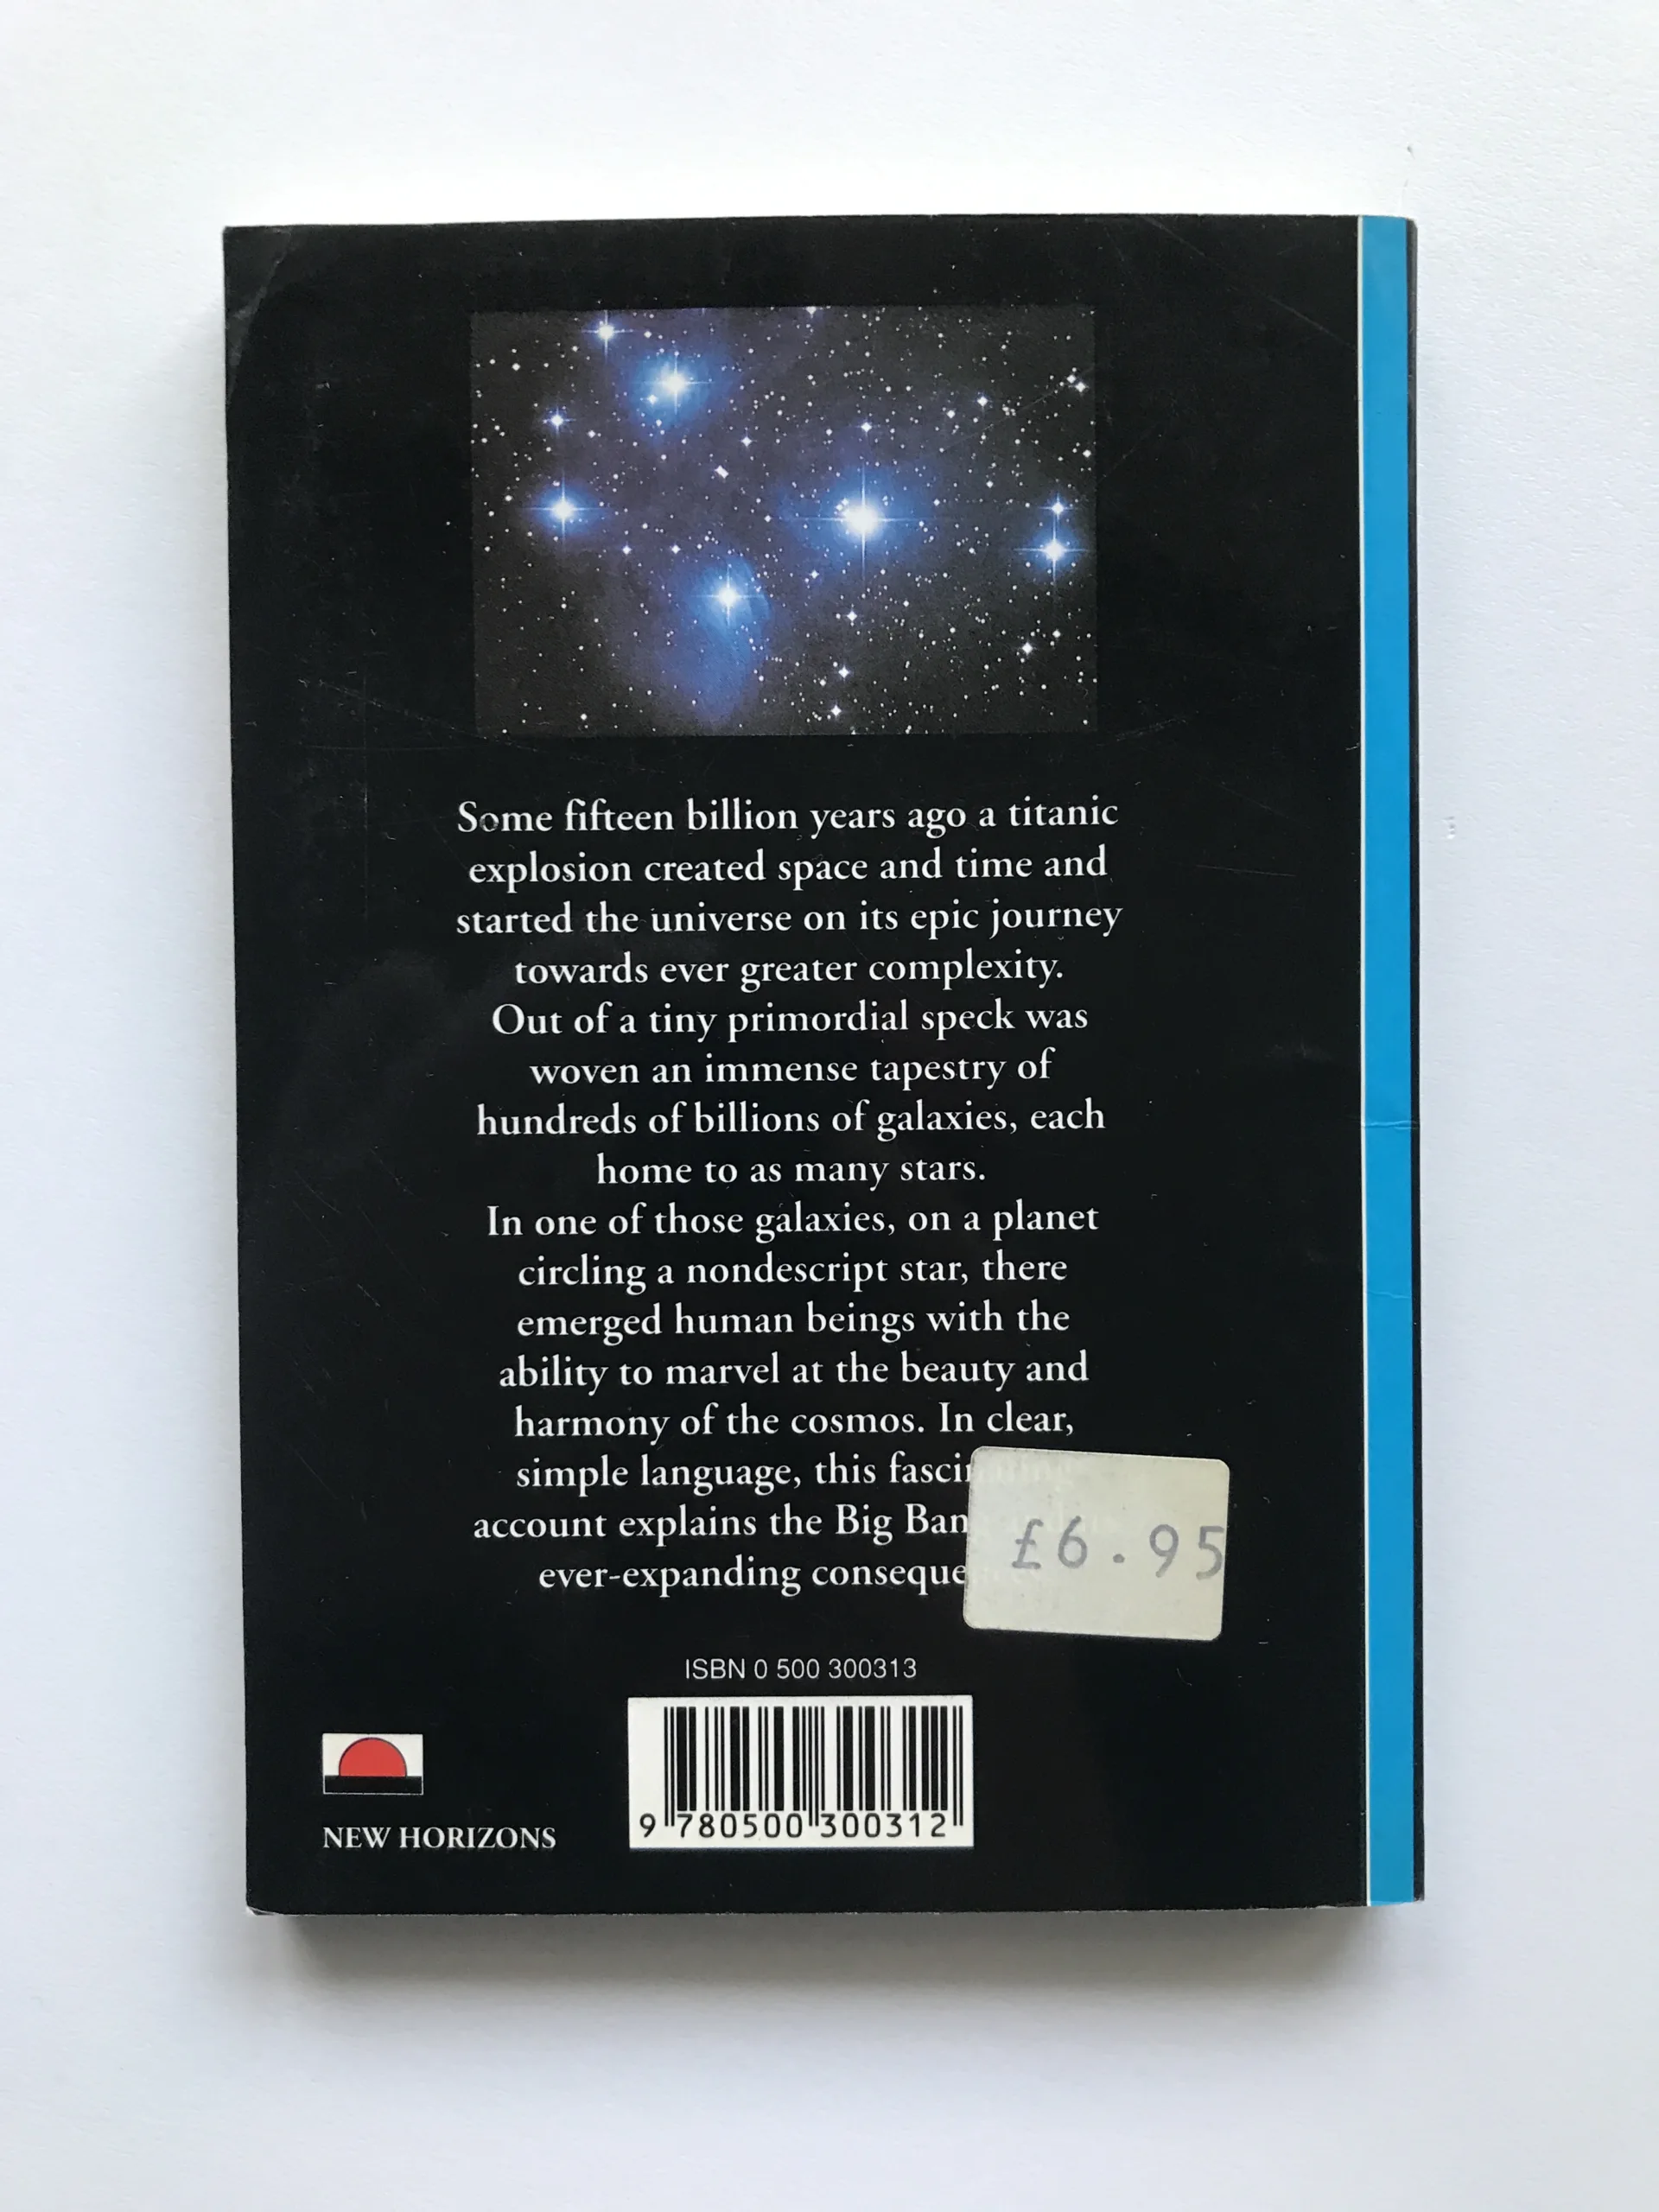 Some fifteen billion years ago a titanic
explosion created space and time and
started the universe on its epic journey
towards ever greater complexity.
Out of a tiny primordial speck was
woven an immense tapestry of
hundreds of billions of galaxies, each
home to as many stars.
In one of those galaxies, on a planet
circling a nondescript star, there
emerged human beings with the
ability to marvel at the beauty and
harmony of the cosmos. In clear,
simple language, this fascinating
account explains the Big Bang
ever-expanding
£6.95
ISBN 0 500 300313
9 780500 300312
NEW HORIZONS